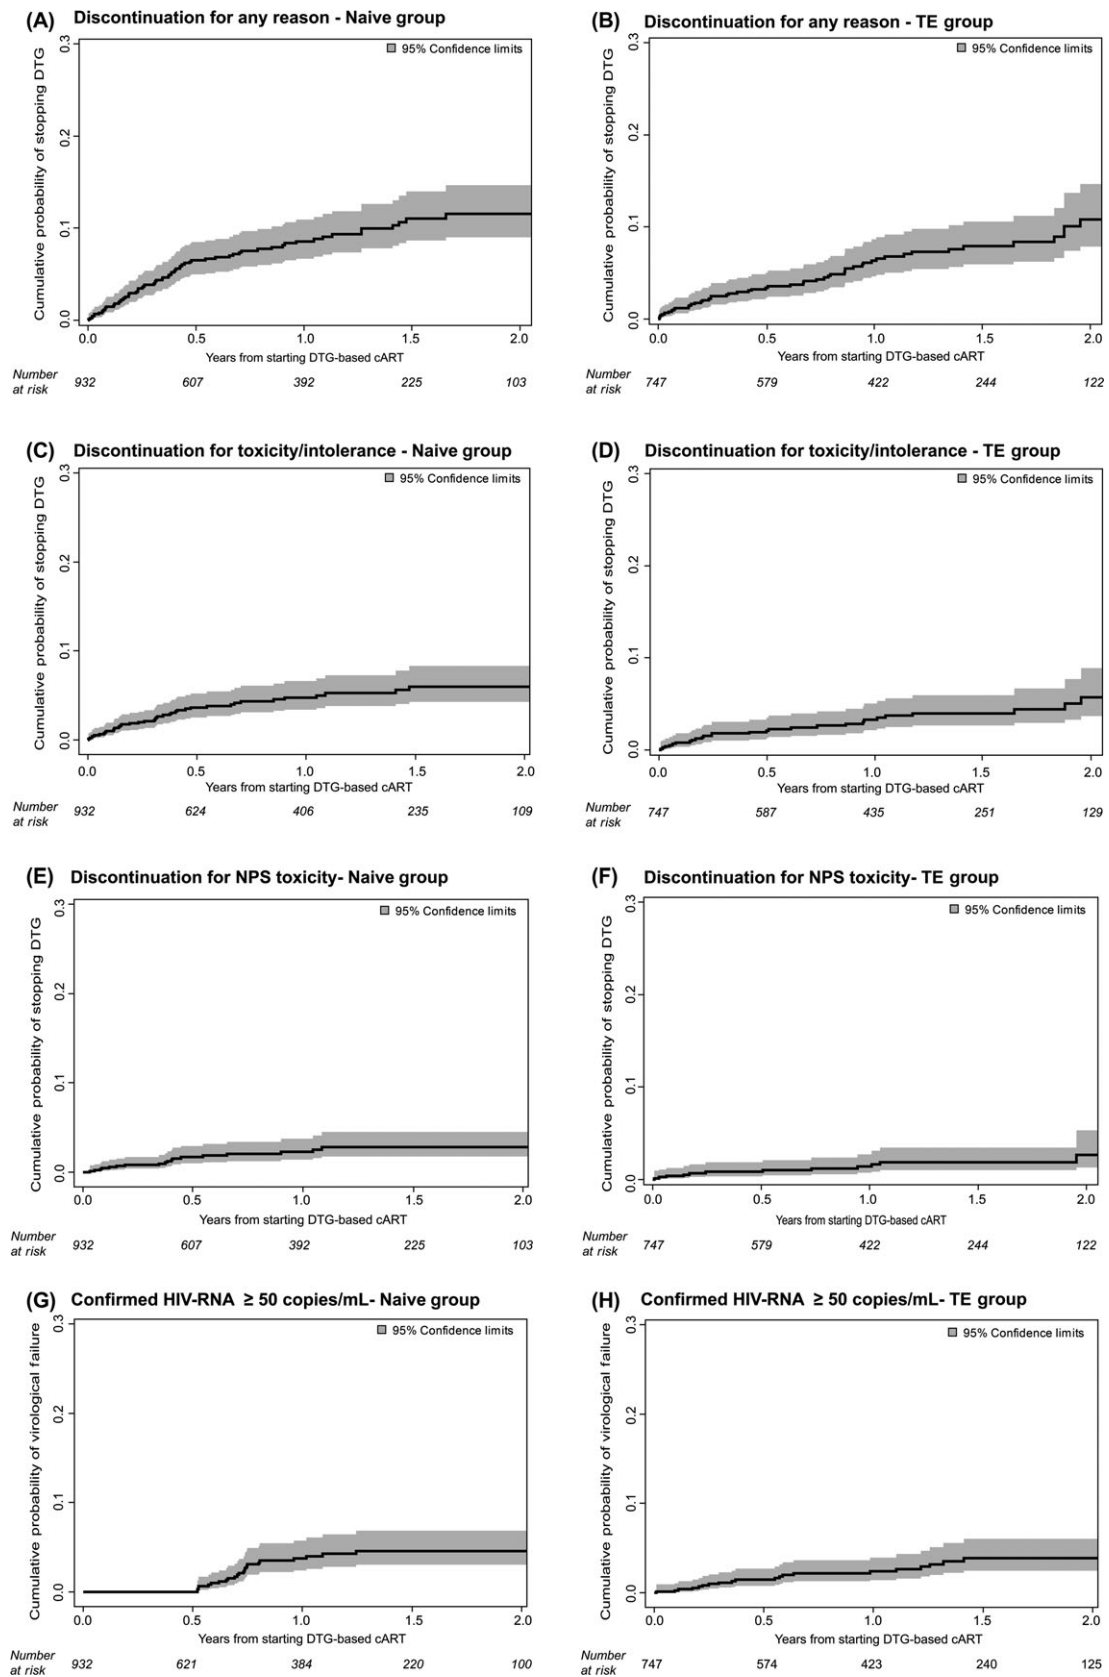 (A) Discontinuation for any reason - Naive group
95% Confidence limits
Cumulative probability of stopping DTG
0.3
0.2
0.1
0.0
0.0 0.5 1.0 1.5 2.0
Years from starting DTG-based cART
Number
at risk
932 607 392 225 103
(B) Discontinuation for any reason - TE group
95% Confidence limits
Cumulative probability of stopping DTG
0.3
0.2
0.1
0.0
0.0 0.5 1.0 1.5 2.0
Years from starting DTG-based cART
Number
at risk
747 579 422 244 122
(C) Discontinuation for toxicity/intolerance - Naive group
95% Confidence limits
Cumulative probability of stopping DTG
0.3
0.2
0.1
0.0
0.0 0.5 1.0 1.5 2.0
Years from starting DTG-based cART
Number
at risk
932 624 406 235 109
(D) Discontinuation for toxicity/intolerance - TE group
95% Confidence limits
Cumulative probability of stopping DTG
0.3
0.2
0.1
0.0
0.0 0.5 1.0 1.5 2.0
Years from starting DTG-based cART
Number
at risk
747 587 435 251 129
(E) Discontinuation for NPS toxicity- Naive group
95% Confidence limits
Cumulative probability of stopping DTG
0.3
0.2
0.1
0.0
0.0 0.5 1.0 1.5 2.0
Years from starting DTG-based cART
Number
at risk
932 607 392 225 103
(F) Discontinuation for NPS toxicity- TE group
95% Confidence limits
Cumulative probability of stopping DTG
0.3
0.2
0.1
0.0
0.0 0.5 1.0 1.5 2.0
Years from starting DTG-based cART
Number
at risk
747 579 422 244 122
(G) Confirmed HIV-RNA ≥ 50 copies/mL- Naive group
95% Confidence limits
Cumulative probability of virological failure
0.3
0.2
0.1
0.0
0.0 0.5 1.0 1.5 2.0
Years from starting DTG-based cART
Number
at risk
932 621 384 220 100
(H) Confirmed HIV-RNA ≥ 50 copies/mL- TE group
95% Confidence limits
Cumulative probability of virological failure
0.3
0.2
0.1
0.0
0.0 0.5 1.0 1.5 2.0
Years from starting DTG-based cART
Number
at risk
747 574 423 240 125